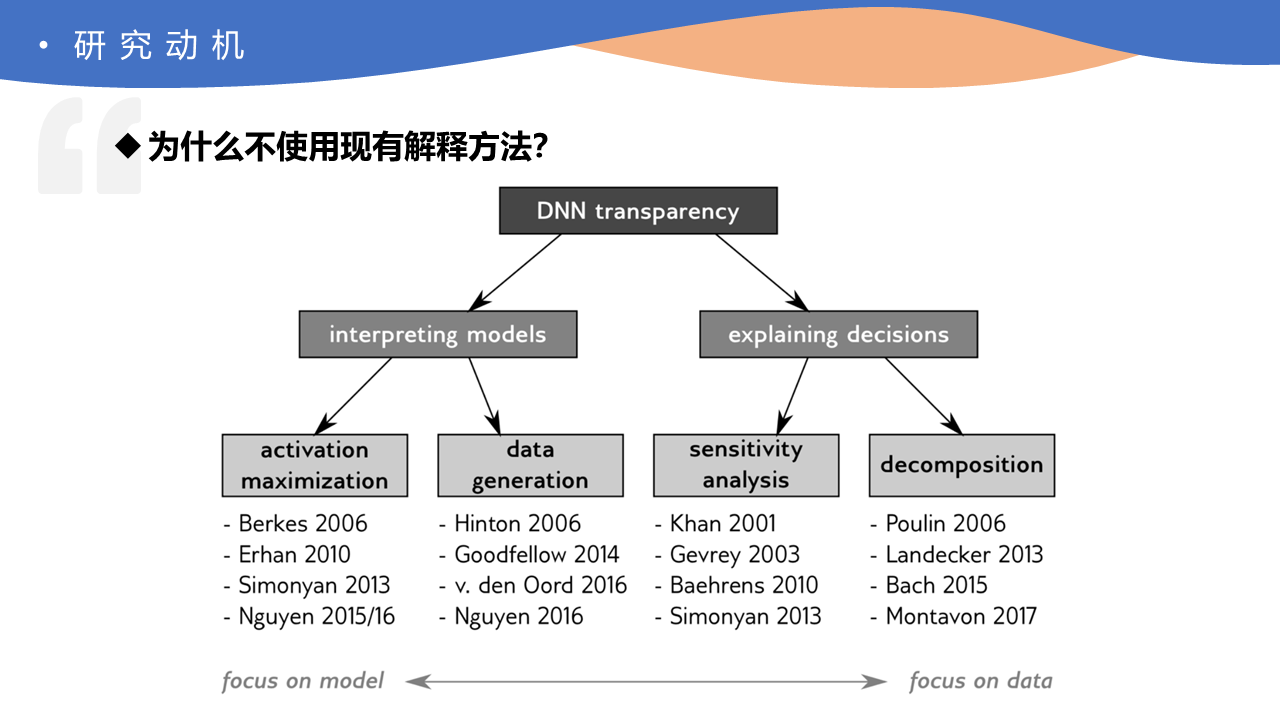 • 研究动机
◆ 为什么不使用现有解释方法?
DNN transparency
interpreting models
explaining decisions
activation
maximization
data
generation
sensitivity
analysis
decomposition
- Berkes 2006
- Erhan 2010
- Simonyan 2013
- Nguyen 2015/16
- Hinton 2006
- Goodfellow 2014
- v. den Oord 2016
- Nguyen 2016
- Khan 2001
- Gevrey 2003
- Baehrens 2010
- Simonyan 2013
- Poulin 2006
- Landecker 2013
- Bach 2015
- Montavon 2017
focus on model
focus on data